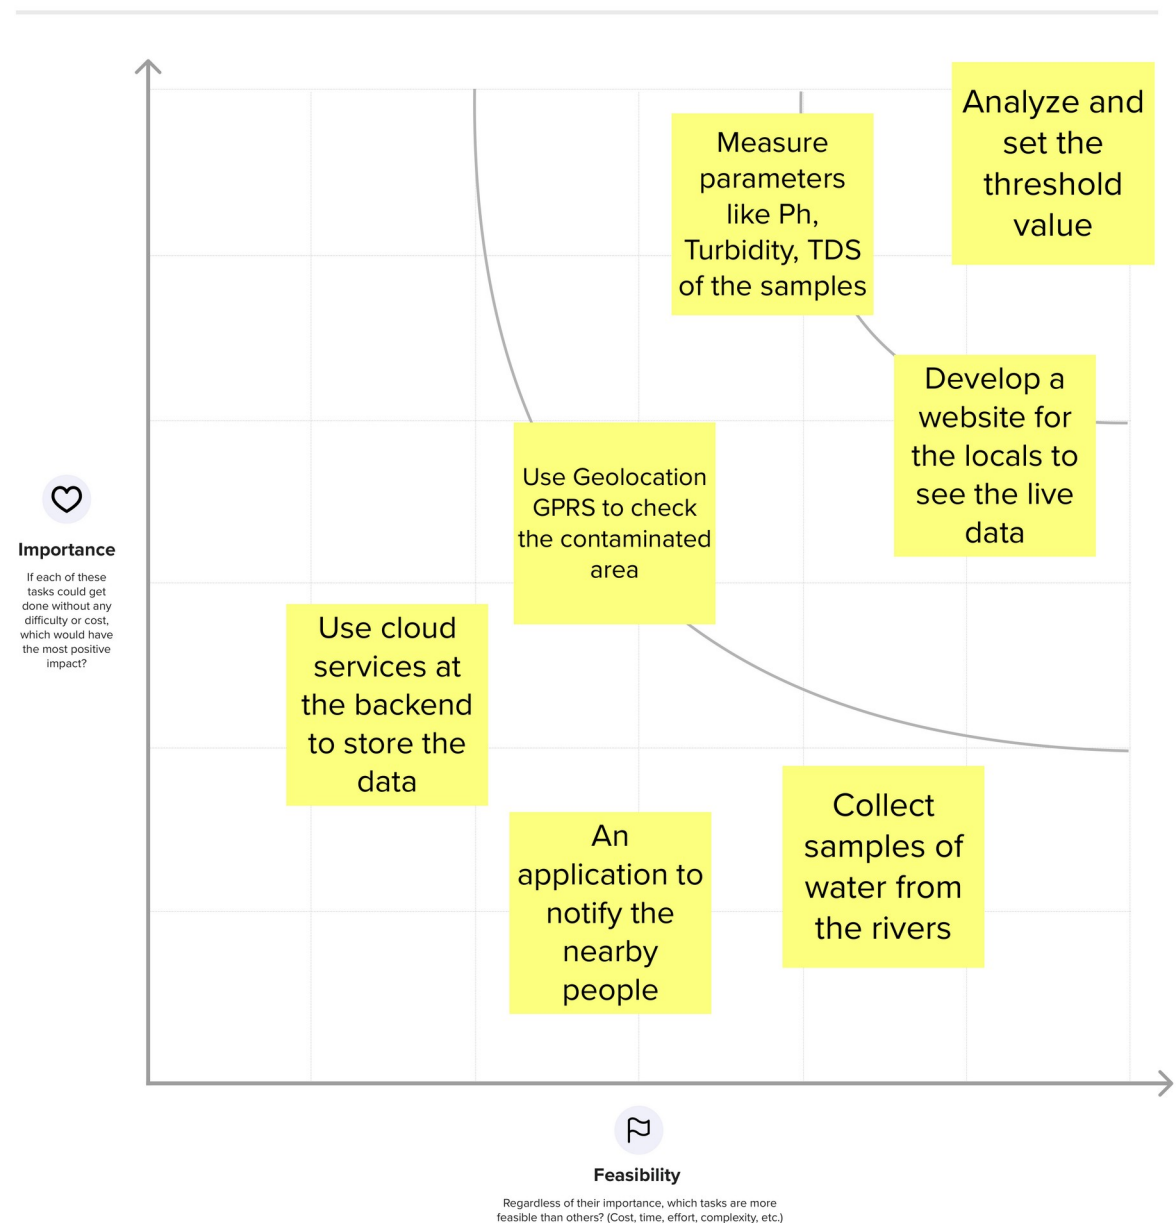 Analyze and
set the
threshold
value
Measure
parameters
like Ph,
Turbidity, TDS
of the samples
Develop a
website for
the locals to
see the live
data
Use Geolocation
GPRS to check
the contaminated
area
Importance
If each of these
tasks could get
done without any
difficulty or cost,
which would have
the most positive
impact?
Use cloud
services at
the backend
to store the
data
Collect
samples of
water from
the rivers
An
application to
notify the
nearby
people
Feasibility
Regardless of their importance, which tasks are more
feasible than others? (Cost, time, effort, complexity, etc.)